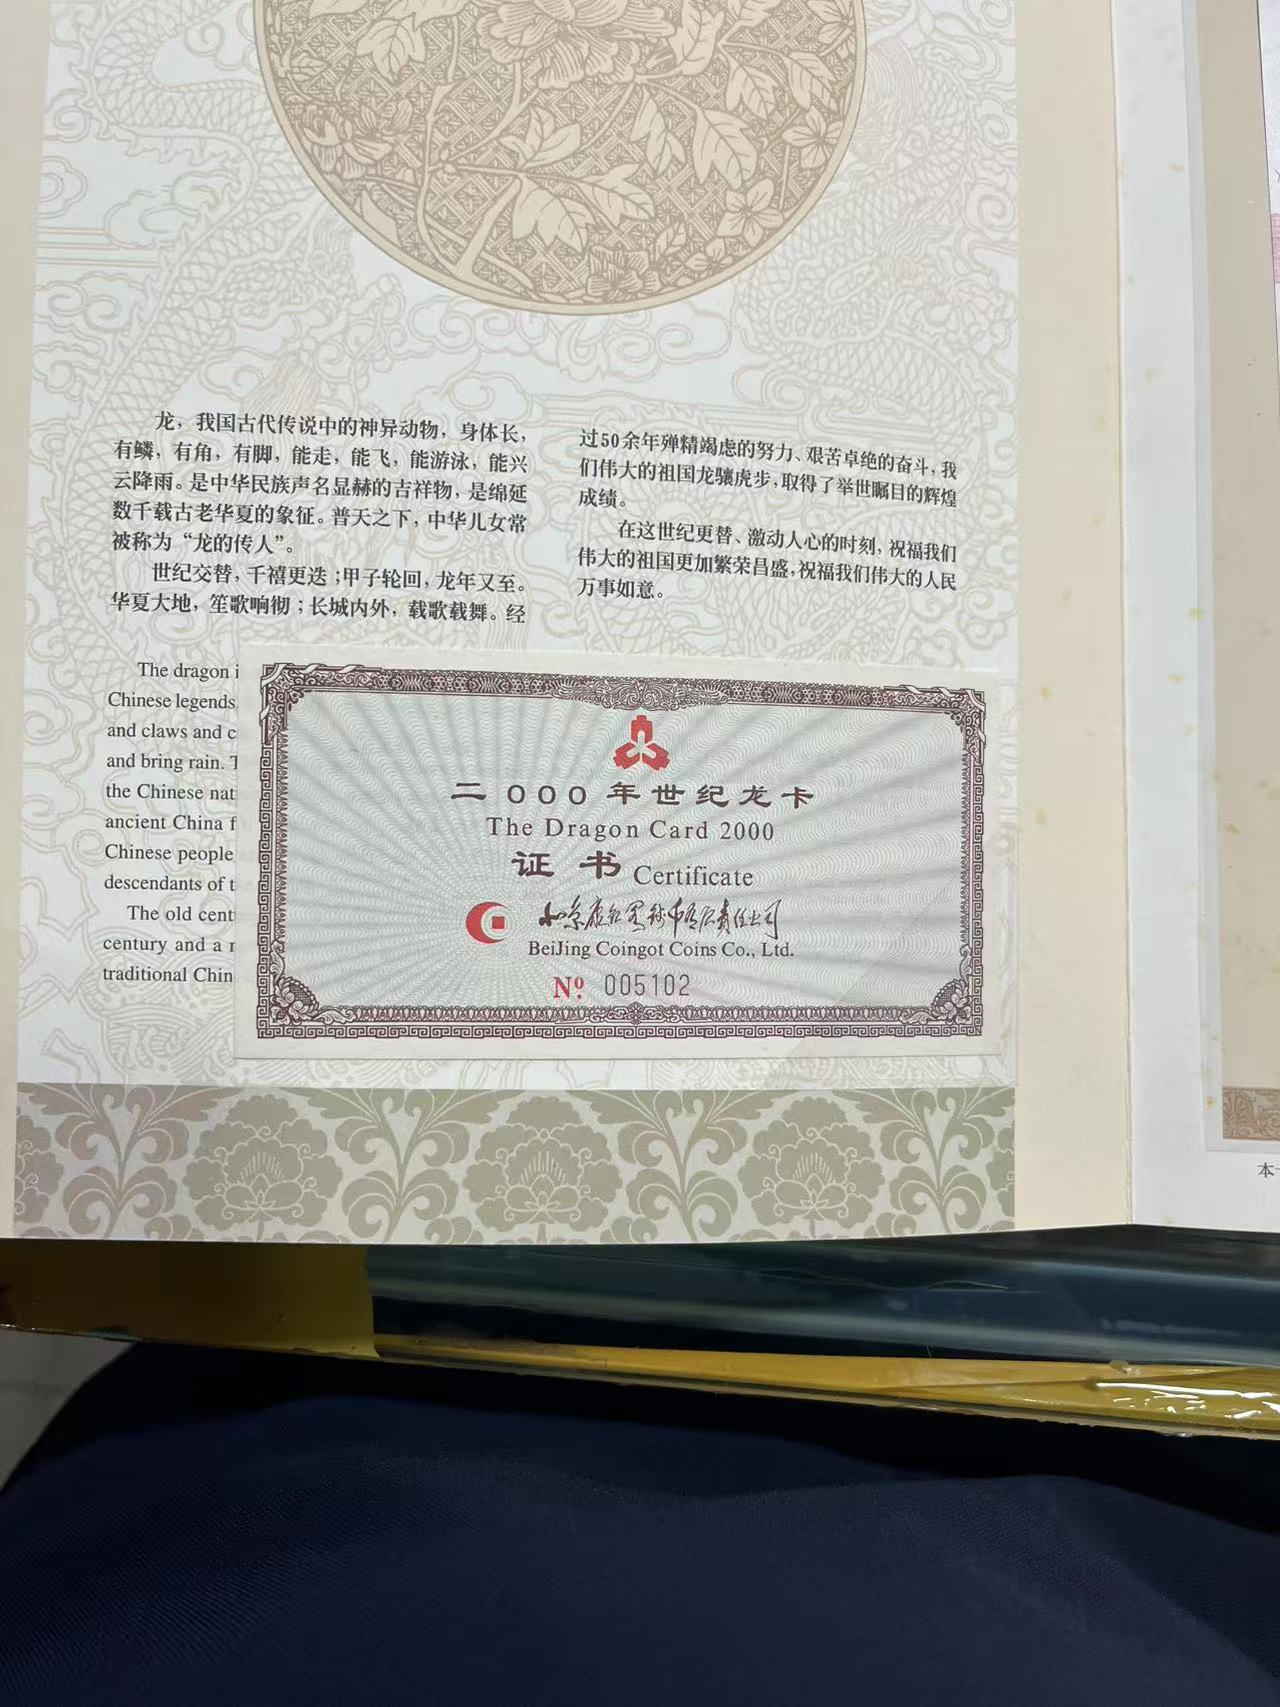 龙，我国古代传说中的神异动物，身体长，
有鳞，有角，有脚，能走，能飞，能游泳，能兴
云降雨。是中华民族声名显赫的吉祥物，是绵延
数千载古老华夏的象征。普天之下，中华儿女常
被称为“龙的传人”。
世纪交替，千禧更迭；甲子轮回，龙年又至。
华夏大地，笙歌响彻；长城内外，载歌载舞。经
过50余年殚精竭虑的努力、艰苦卓绝的奋斗，我
们伟大的祖国龙骧虎步，取得了举世瞩目的辉煌
成绩。
在这世纪更替、激动人心的时刻，祝福我们
伟大的祖国更加繁荣昌盛，祝福我们伟大的人民
万事如意。
The dragon i
Chinese legends
and claws and c
and bring rain. T
the Chinese nat
ancient China f
Chinese people
descendants of t
The old cent
century and a
traditional Chin
二000年世纪龙卡
The Dragon Card 2000
证书 Certificate
BeiJing Coingot Coins Co., Ltd.
Nº. 005102
本